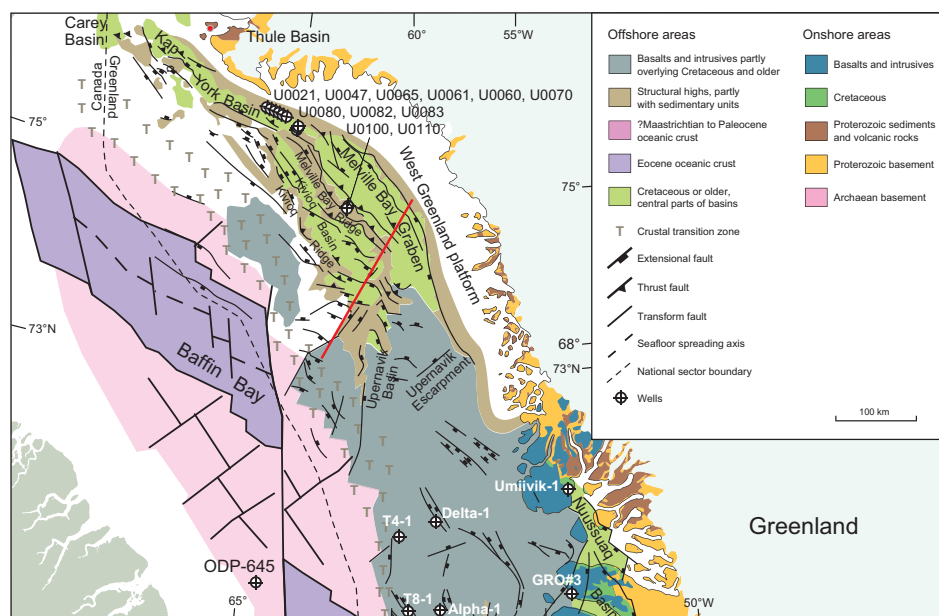 Carey
Basin
Thule Basin
60°
55°W
Kap
York Basin
Canada
Greenland
U0021, U0047, U0065, U0061, U0060, U0070
U0080, U0082, U0083
U0100, U0110
75°
75°
Melville Bay Graben
Melville Bay Ridge
Kivioq
Basin
Kivioq
Ridge
West Greenland platform
73°N
68°
73°N
Baffin Bay
Upernavik
Basin
Upernavik
Escarpment
Umiivik-1
Nuussuaq
Basin
Delta-1
T4-1
Greenland
ODP-645
GRO#3
T8-1
Alpha-1
65°
50°W
Offshore areas
Basalts and intrusives partly
overlying Cretaceous and older
Structural highs, partly
with sedimentary units
?Maastrichtian to Paleocene
oceanic crust
Eocene oceanic crust
Cretaceous or older,
central parts of basins
T Crustal transition zone
Extensional fault
Thrust fault
Transform fault
Seafloor spreading axis
National sector boundary
Wells
Onshore areas
Basalts and intrusives
Cretaceous
Proterozoic sediments
and volcanic rocks
Proterozoic basement
Archaean basement
100 km